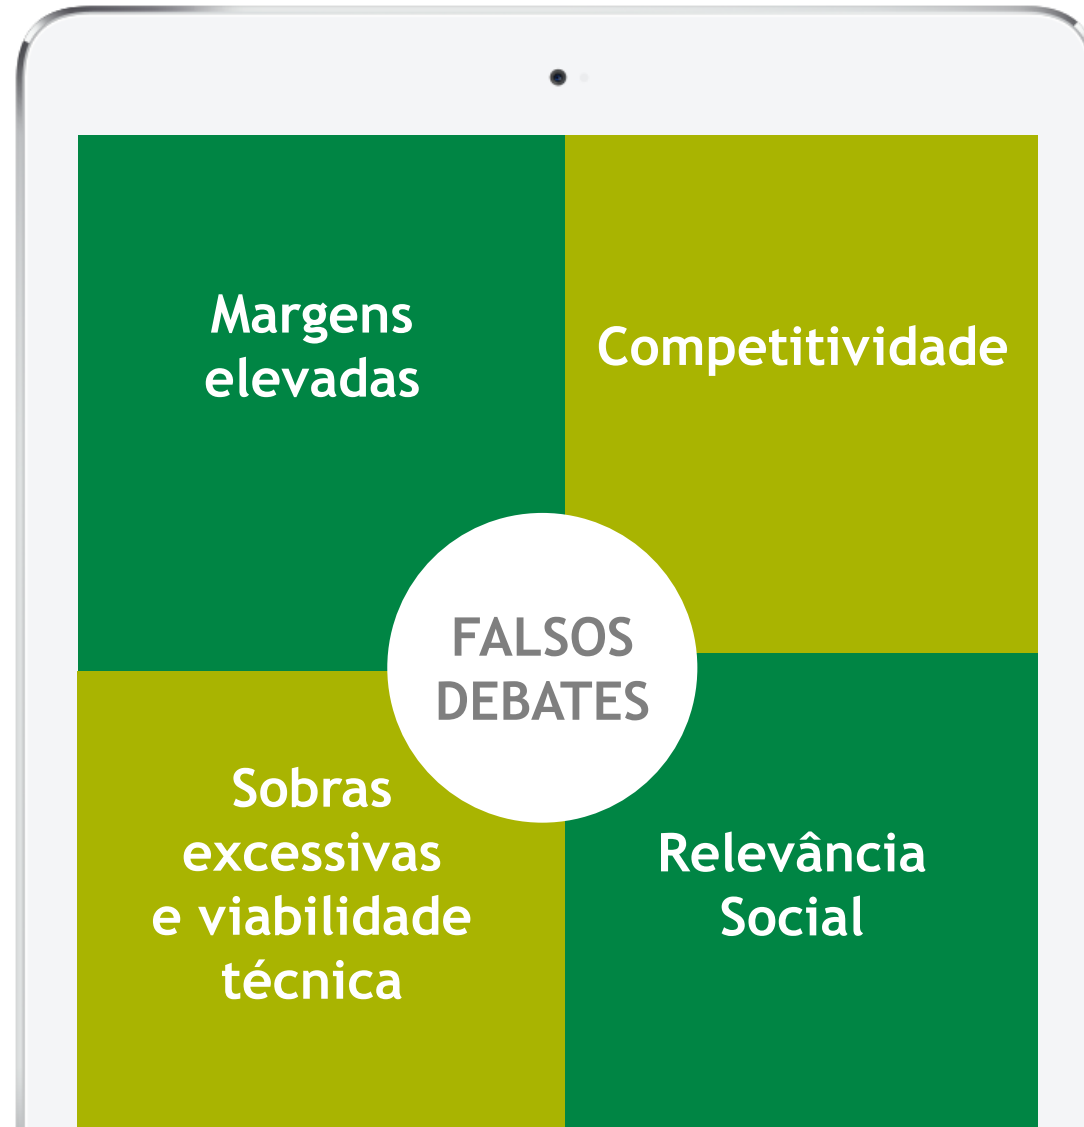 Margens
elevadas
Competitividade
FALSOS
DEBATES
Sobras
excessivas
e viabilidade
técnica
Relevância
Social